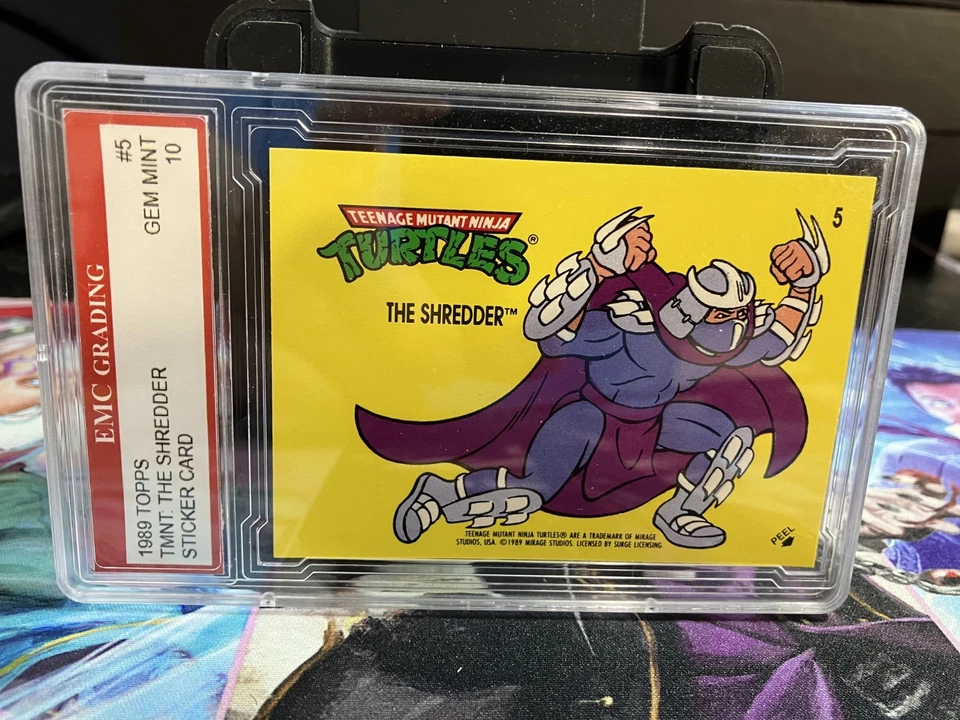 EMC GRADING
1989 TOPPS #5
TMNT: THE SHREDDER GEM MINT
STICKER CARD 10
TEENAGE MUTANT NINJA
TURTLES®
5
THE SHREDDER™
TEENAGE MUTANT NINJA TURTLES® ARE A TRADEMARK OF MIRAGE
STUDIOS, USA. ©1989 MIRAGE STUDIOS. LICENSED BY SURGE LICENSING.
PEEL